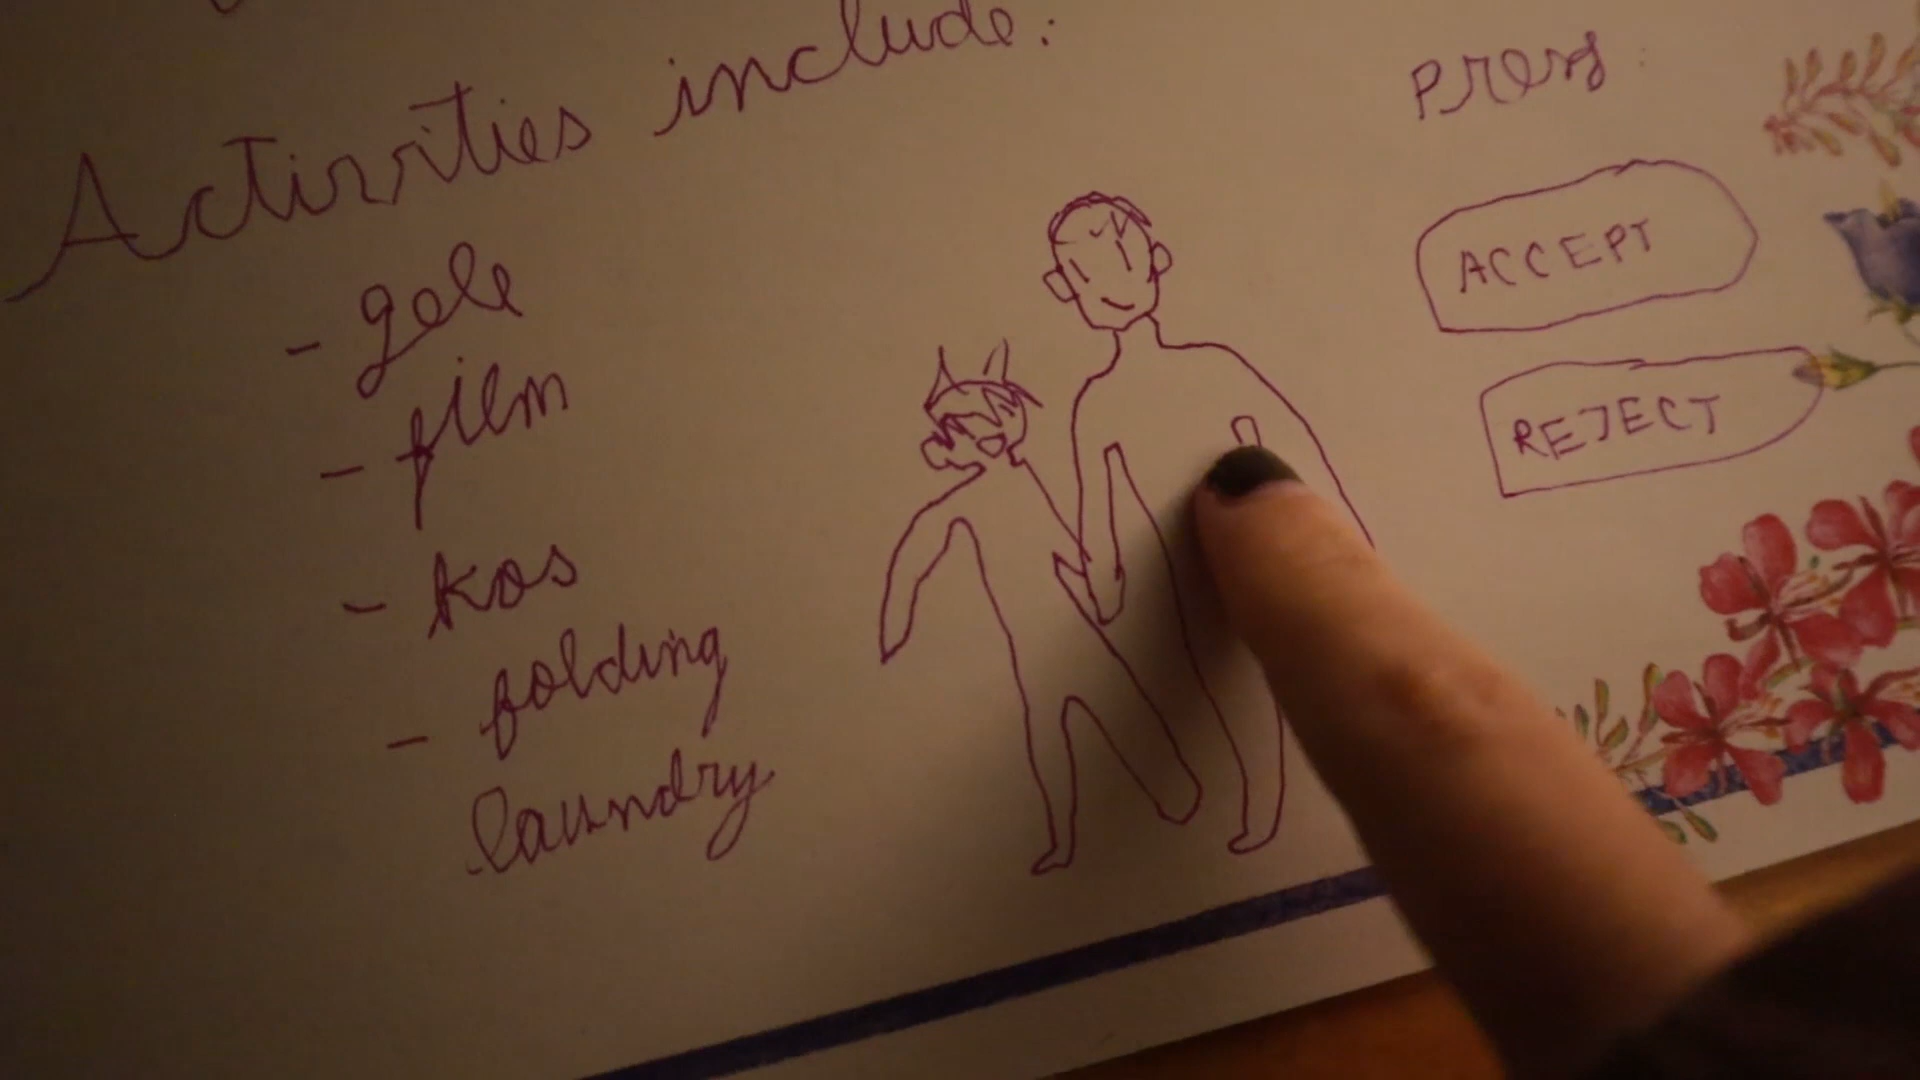 Activities include:
- gele
- film
- kos
- folding
laundry
press:
ACCEPT
REJECT